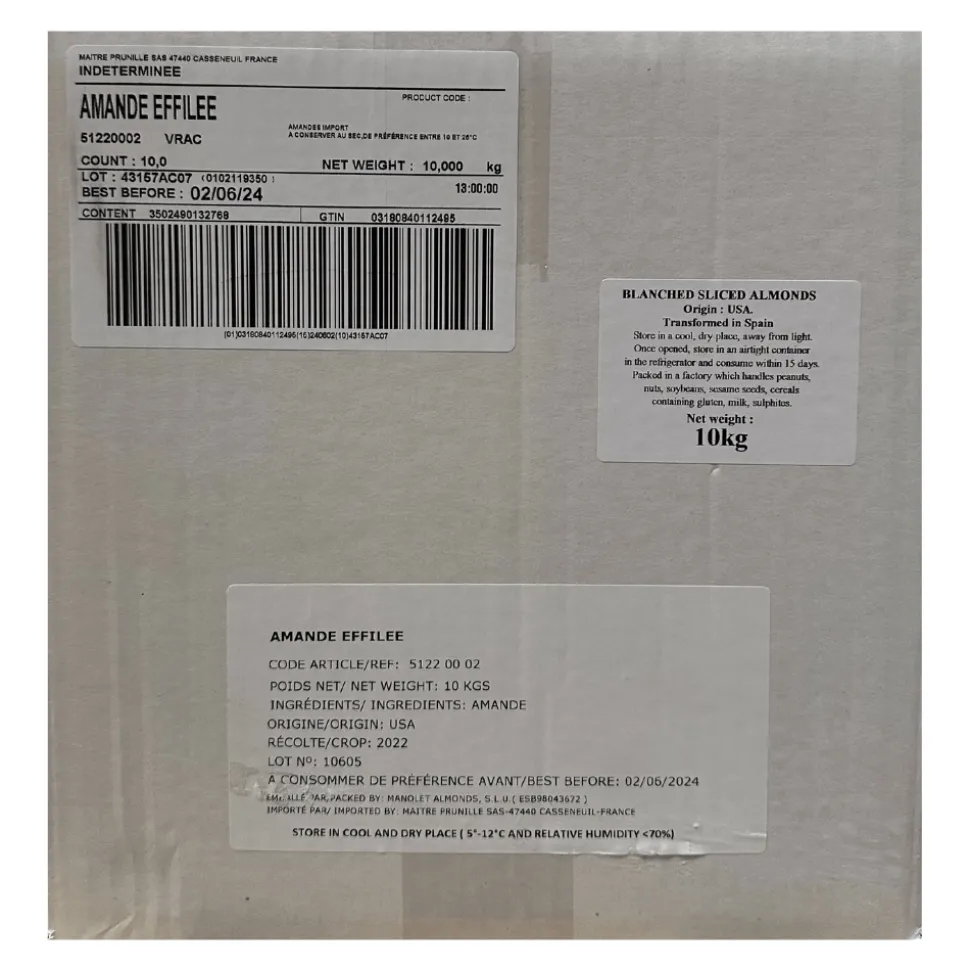 MAITRE PRUNILLE SAS 47440 CASSENEUIL FRANCE
INDETERMINEE
AMANDE EFFILEE
PRODUCT CODE :
51220002 VRAC
AMANDES IMPORT
A CONSERVER AU SEC,DE PRÉFÉRENCE ENTRE 10 ET 25°C
COUNT : 10,0
NET WEIGHT : 10,000 kg
LOT : 43157AC07 (0102119350 )
BEST BEFORE : 02/06/24
13:00:00
CONTENT 3502490132768 GTIN 03180840112495
(01)03180840112495(15)240602(10)43157AC07
BLANCHED SLICED ALMONDS
Origin : USA.
Transformed in Spain
Store in a cool, dry place, away from light.
Once opened, store in an airtight container
in the refrigerator and consume within 15 days.
Packed in a factory which handles peanuts,
nuts, soybeans, sesame seeds, cereals
containing gluten, milk, sulphites.
Net weight :
10kg
AMANDE EFFILEE
CODE ARTICLE/REF: 5122 00 02
POIDS NET/ NET WEIGHT: 10 KGS
INGRÉDIENTS/ INGREDIENTS: AMANDE
ORIGINE/ORIGIN: USA
RÉCOLTE/CROP: 2022
LOT Nº: 10605
A CONSOMMER DE PRÉFÉRENCE AVANT/BEST BEFORE: 02/06/2024
PAR/PACKED BY: MANOLET ALMONDS, S.L.U. ( ESB98043672 )
IMPORTÉ PAR/ IMPORTED BY: MAITRE PRUNILLE SAS-47440 CASSENEUIL-FRANCE
STORE IN COOL AND DRY PLACE ( 5°-12°C AND RELATIVE HUMIDITY <70%)